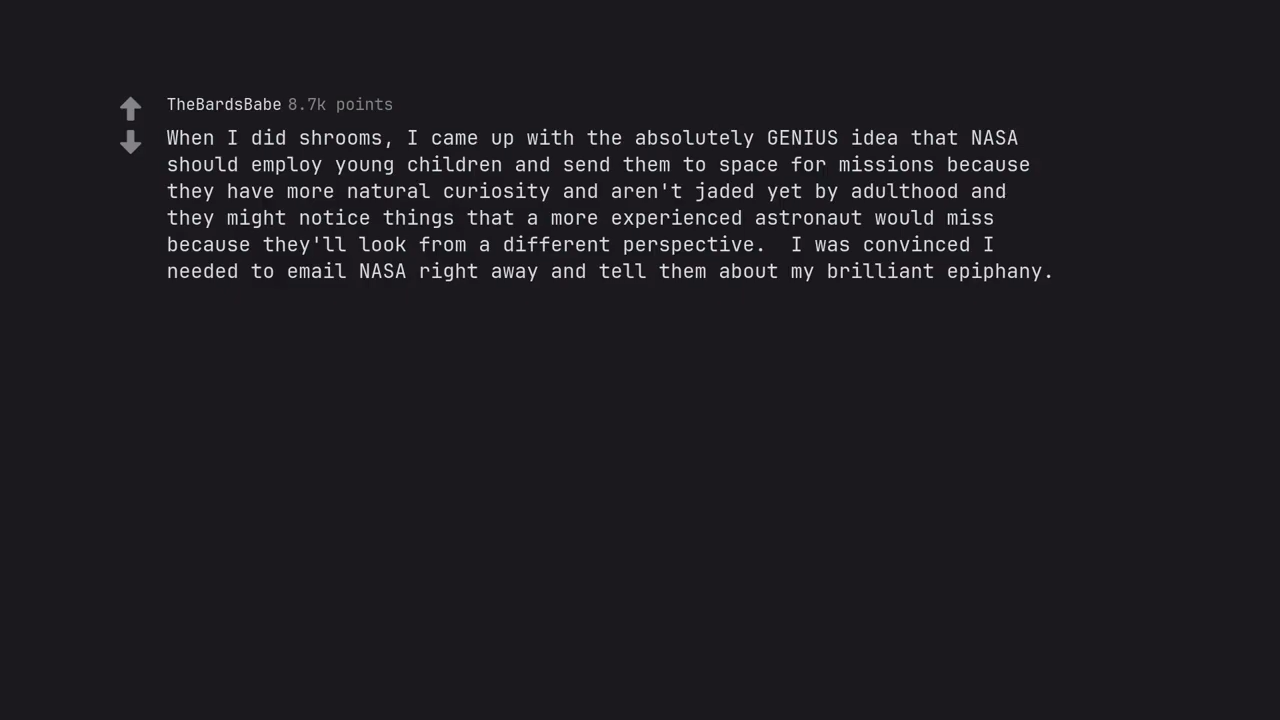 TheBardsBabe 8.7k points
When I did shrooms, I came up with the absolutely GENIUS idea that NASA
should employ young children and send them to space for missions because
they have more natural curiosity and aren't jaded yet by adulthood and
they might notice things that a more experienced astronaut would miss
because they'll look from a different perspective.  I was convinced I
needed to email NASA right away and tell them about my brilliant epiphany.